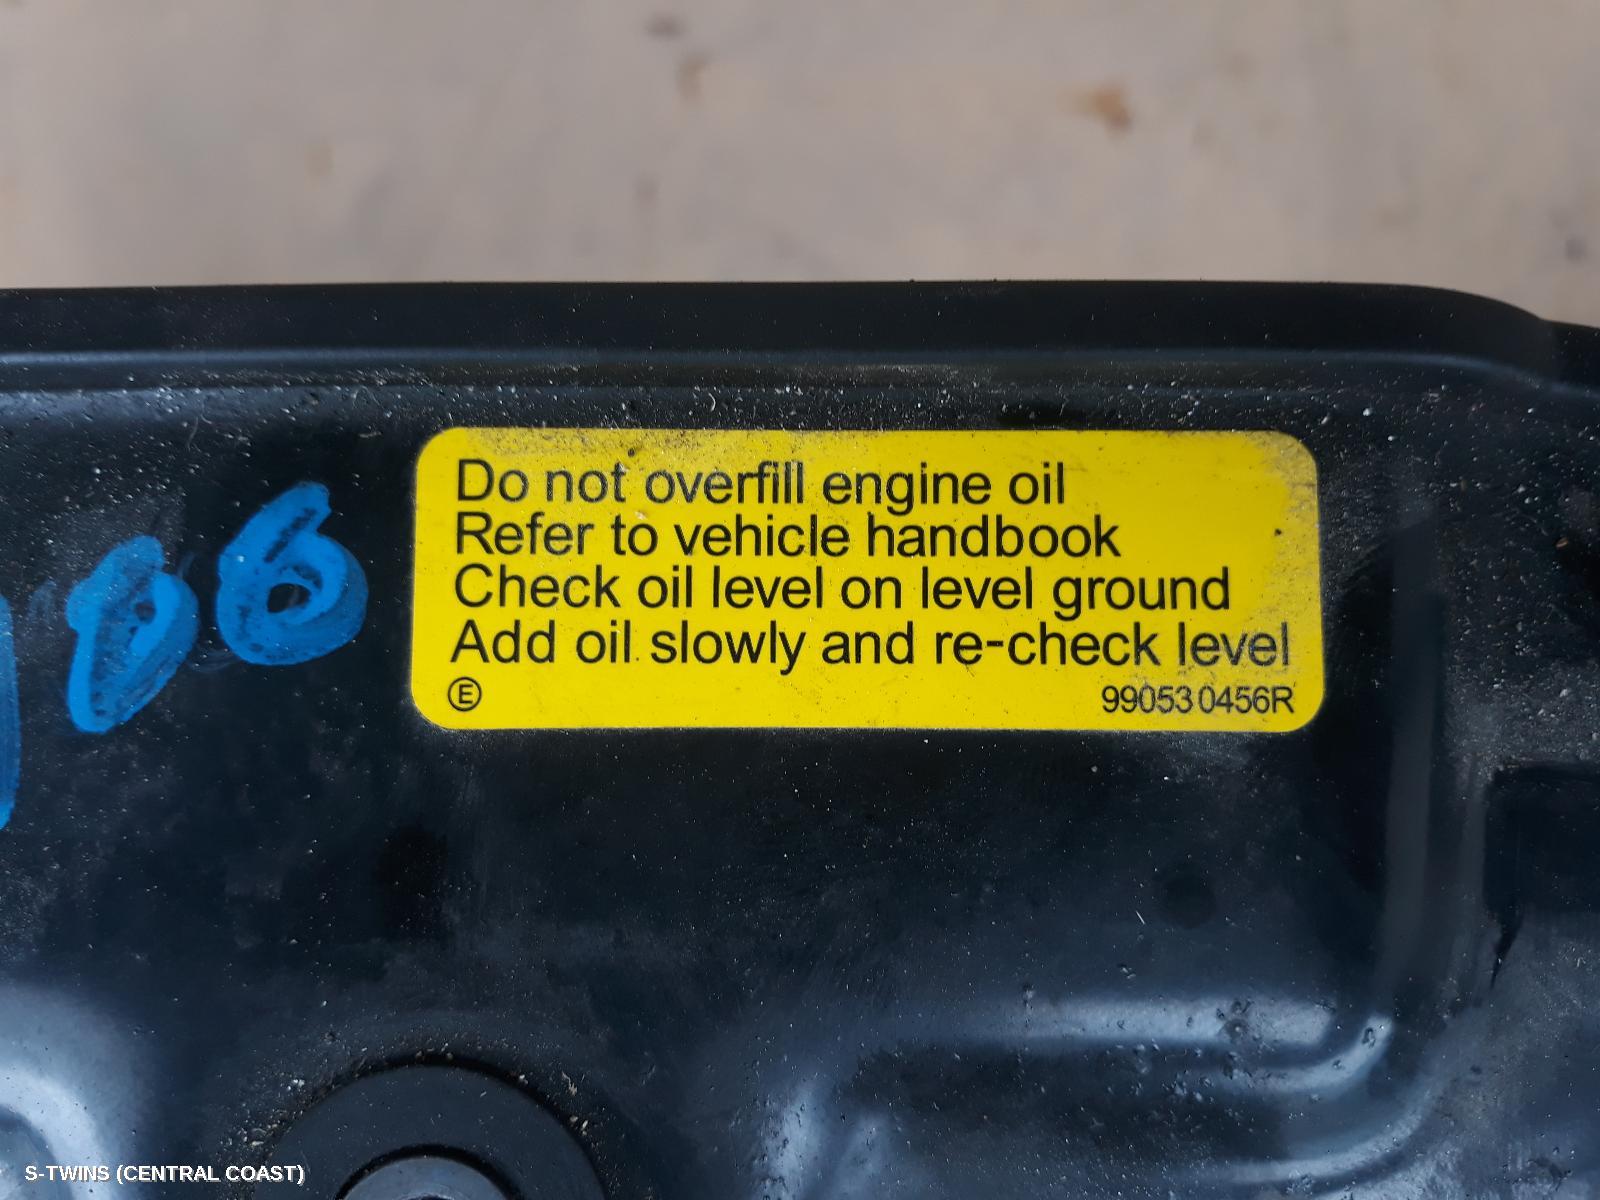 Do not overfill engine oil
Refer to vehicle handbook
Check oil level on level ground
Add oil slowly and re-check level
Ⓔ
990530456R
06
S-TWINS (CENTRAL COAST)